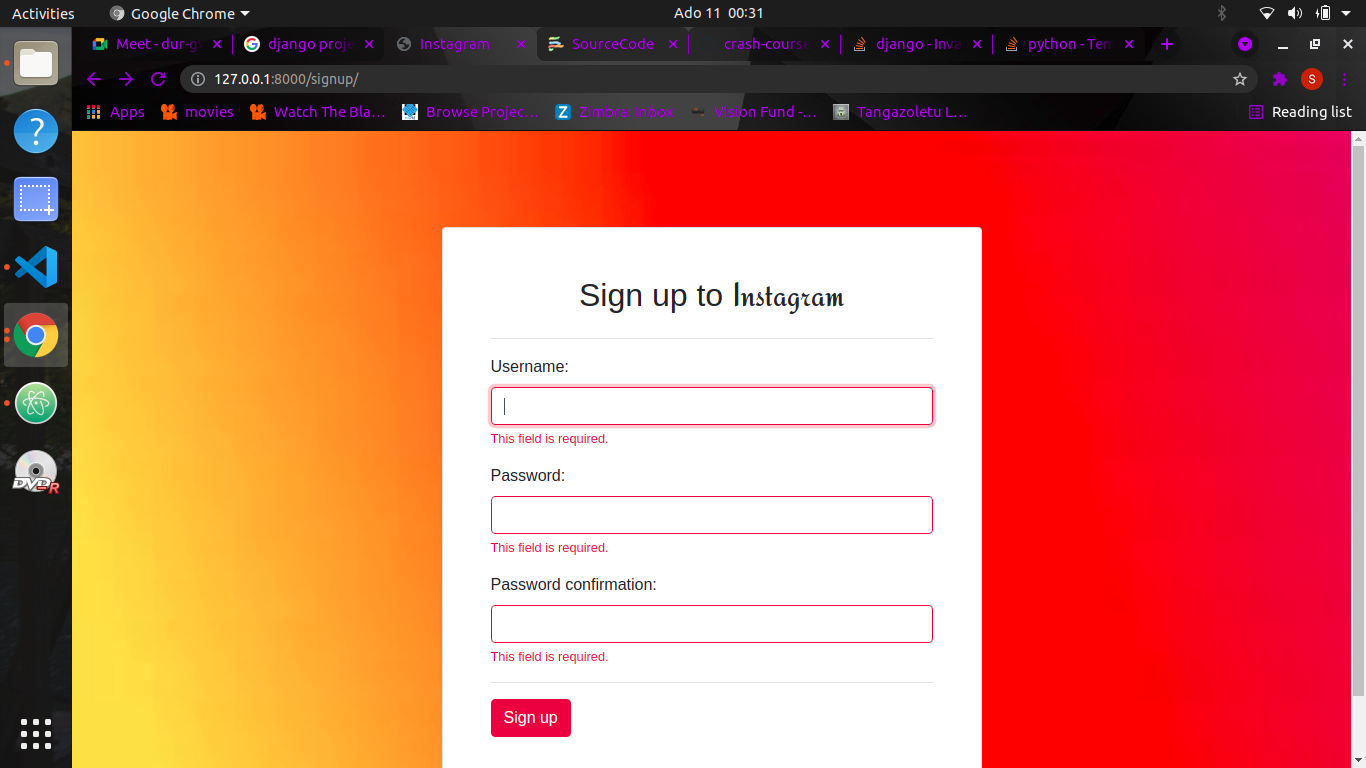 Activities Google Chrome Ado 11 00:31
Meet - dur-g django proje Instagram SourceCode crash-course django - Inva python - Tem
127.0.0.1:8000/signup/ S
Apps movies Watch The Bla… Browse Projec… Zimbra: Inbox Vision Fund -… Tangazoletu L… Reading list
Sign up to Instagram
Username:
This field is required.
Password:
This field is required.
Password confirmation:
This field is required.
Sign up
DVD R